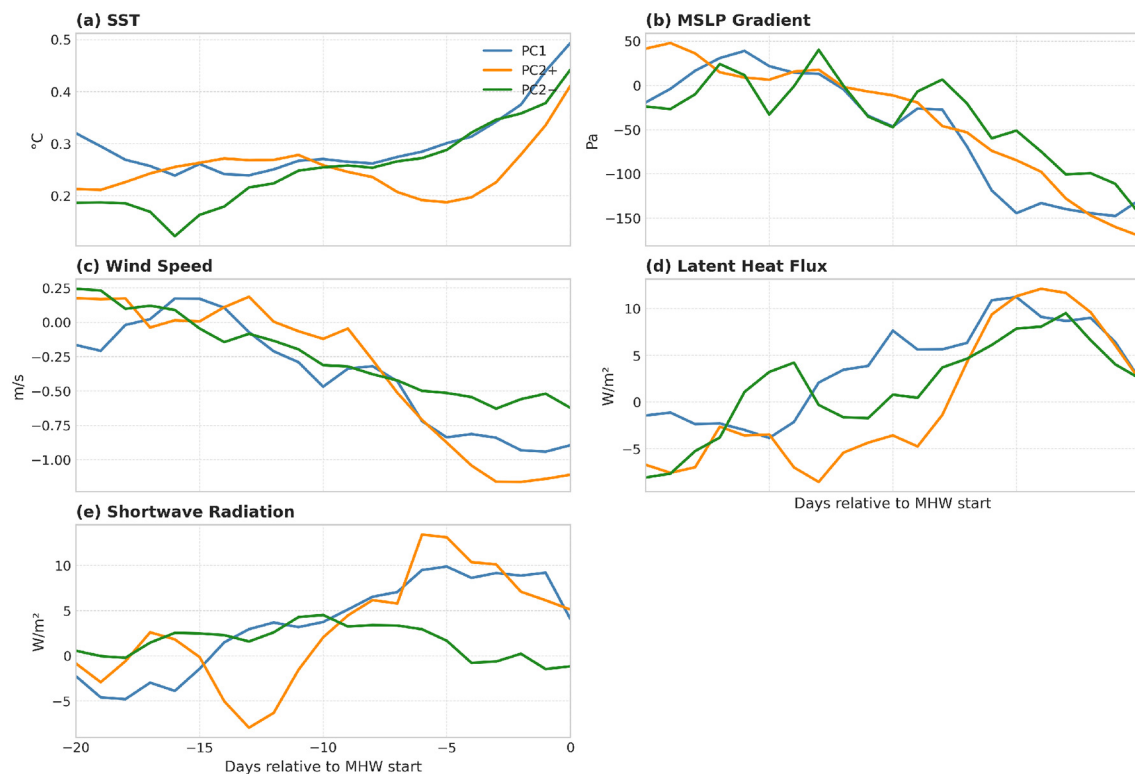 (a) SST
°C
0.5
0.4
0.3
0.2
PC1
PC2+
PC2−
(b) MSLP Gradient
Pa
50
0
−50
−100
−150
(c) Wind Speed
m/s
0.25
0.00
−0.25
−0.50
−0.75
−1.00
(d) Latent Heat Flux
W/m²
10
5
0
−5
Days relative to MHW start
(e) Shortwave Radiation
W/m²
10
5
0
−5
−20 −15 −10 −5 0
Days relative to MHW start